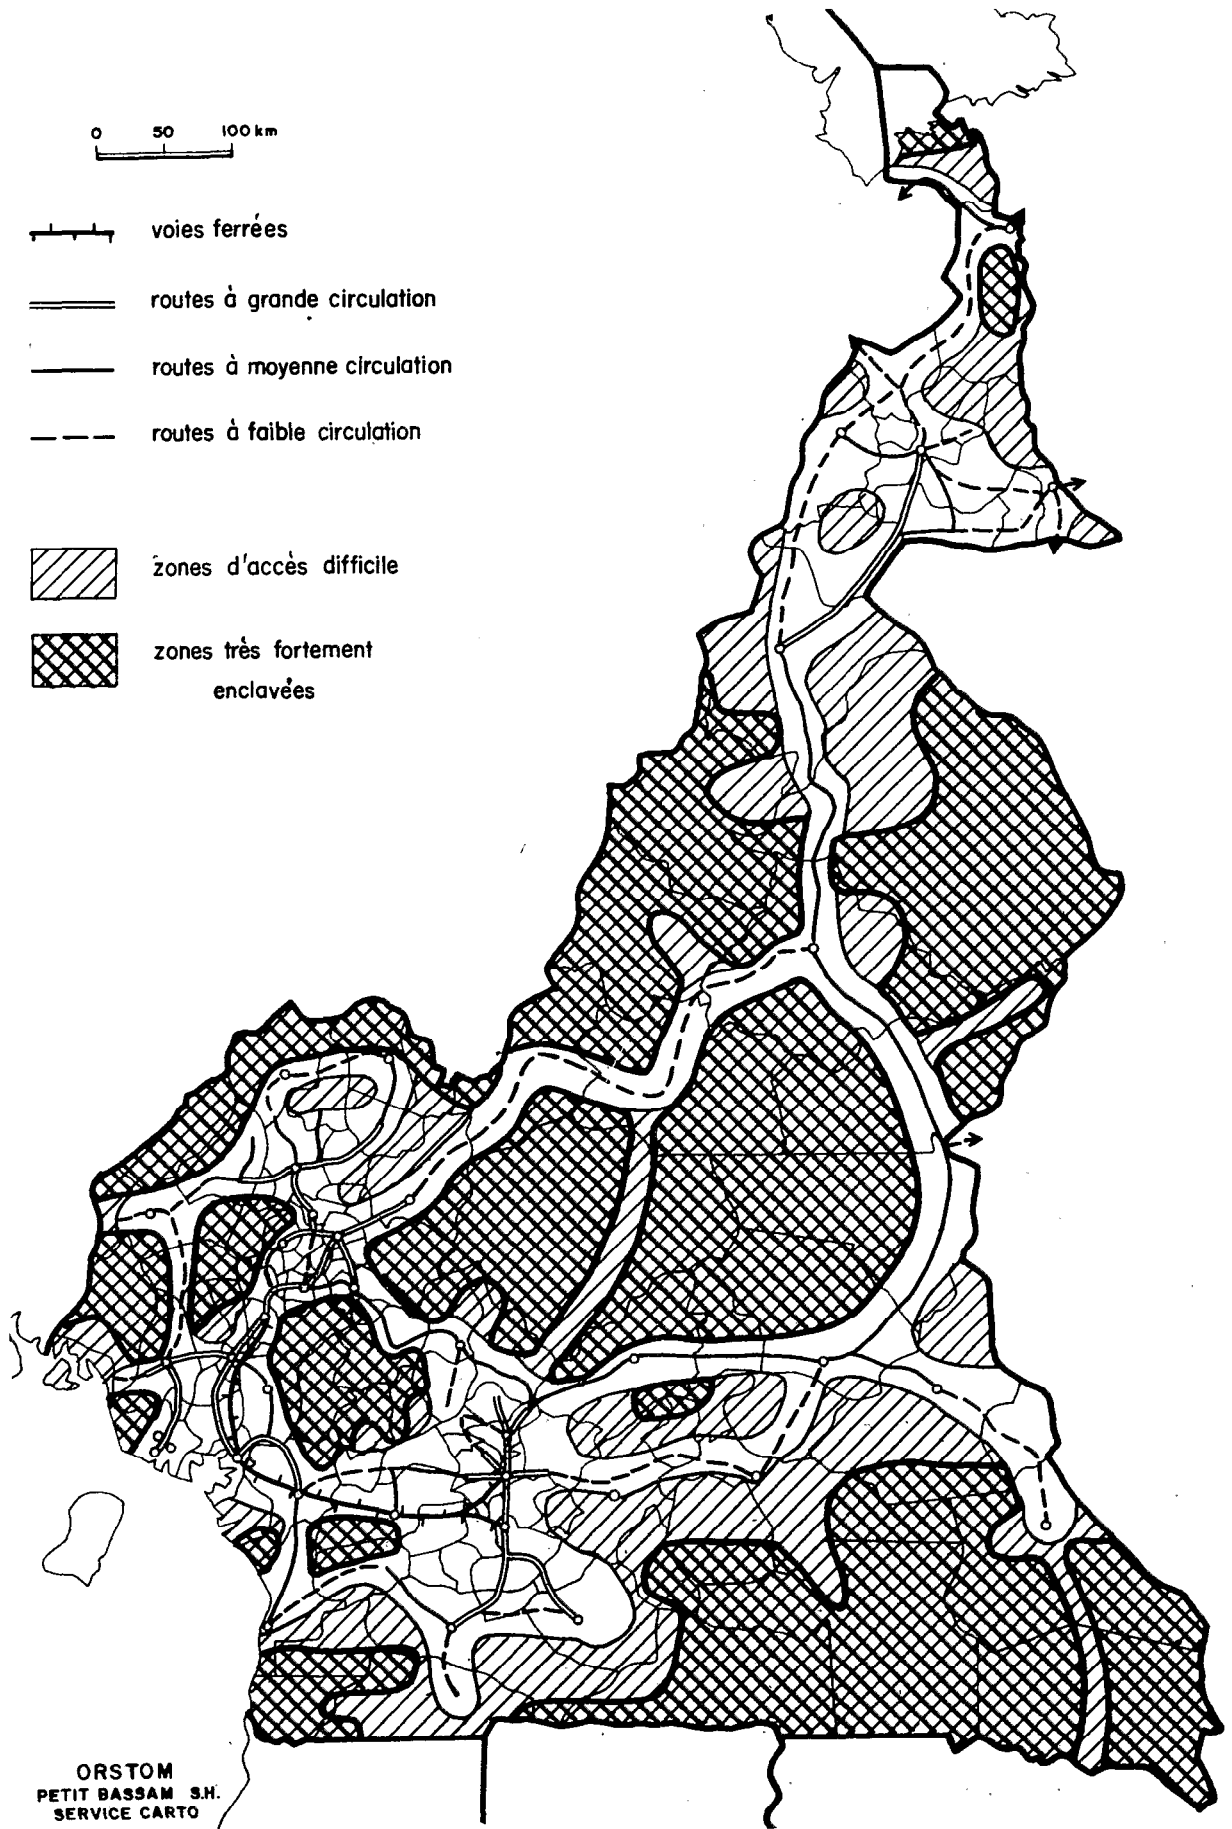 0 50 100 km
voies ferrées
routes à grande circulation
routes à moyenne circulation
routes à faible circulation
zones d'accès difficile
zones très fortement
enclavées
ORSTOM
PETIT BASSAM S.H.
SERVICE CARTO